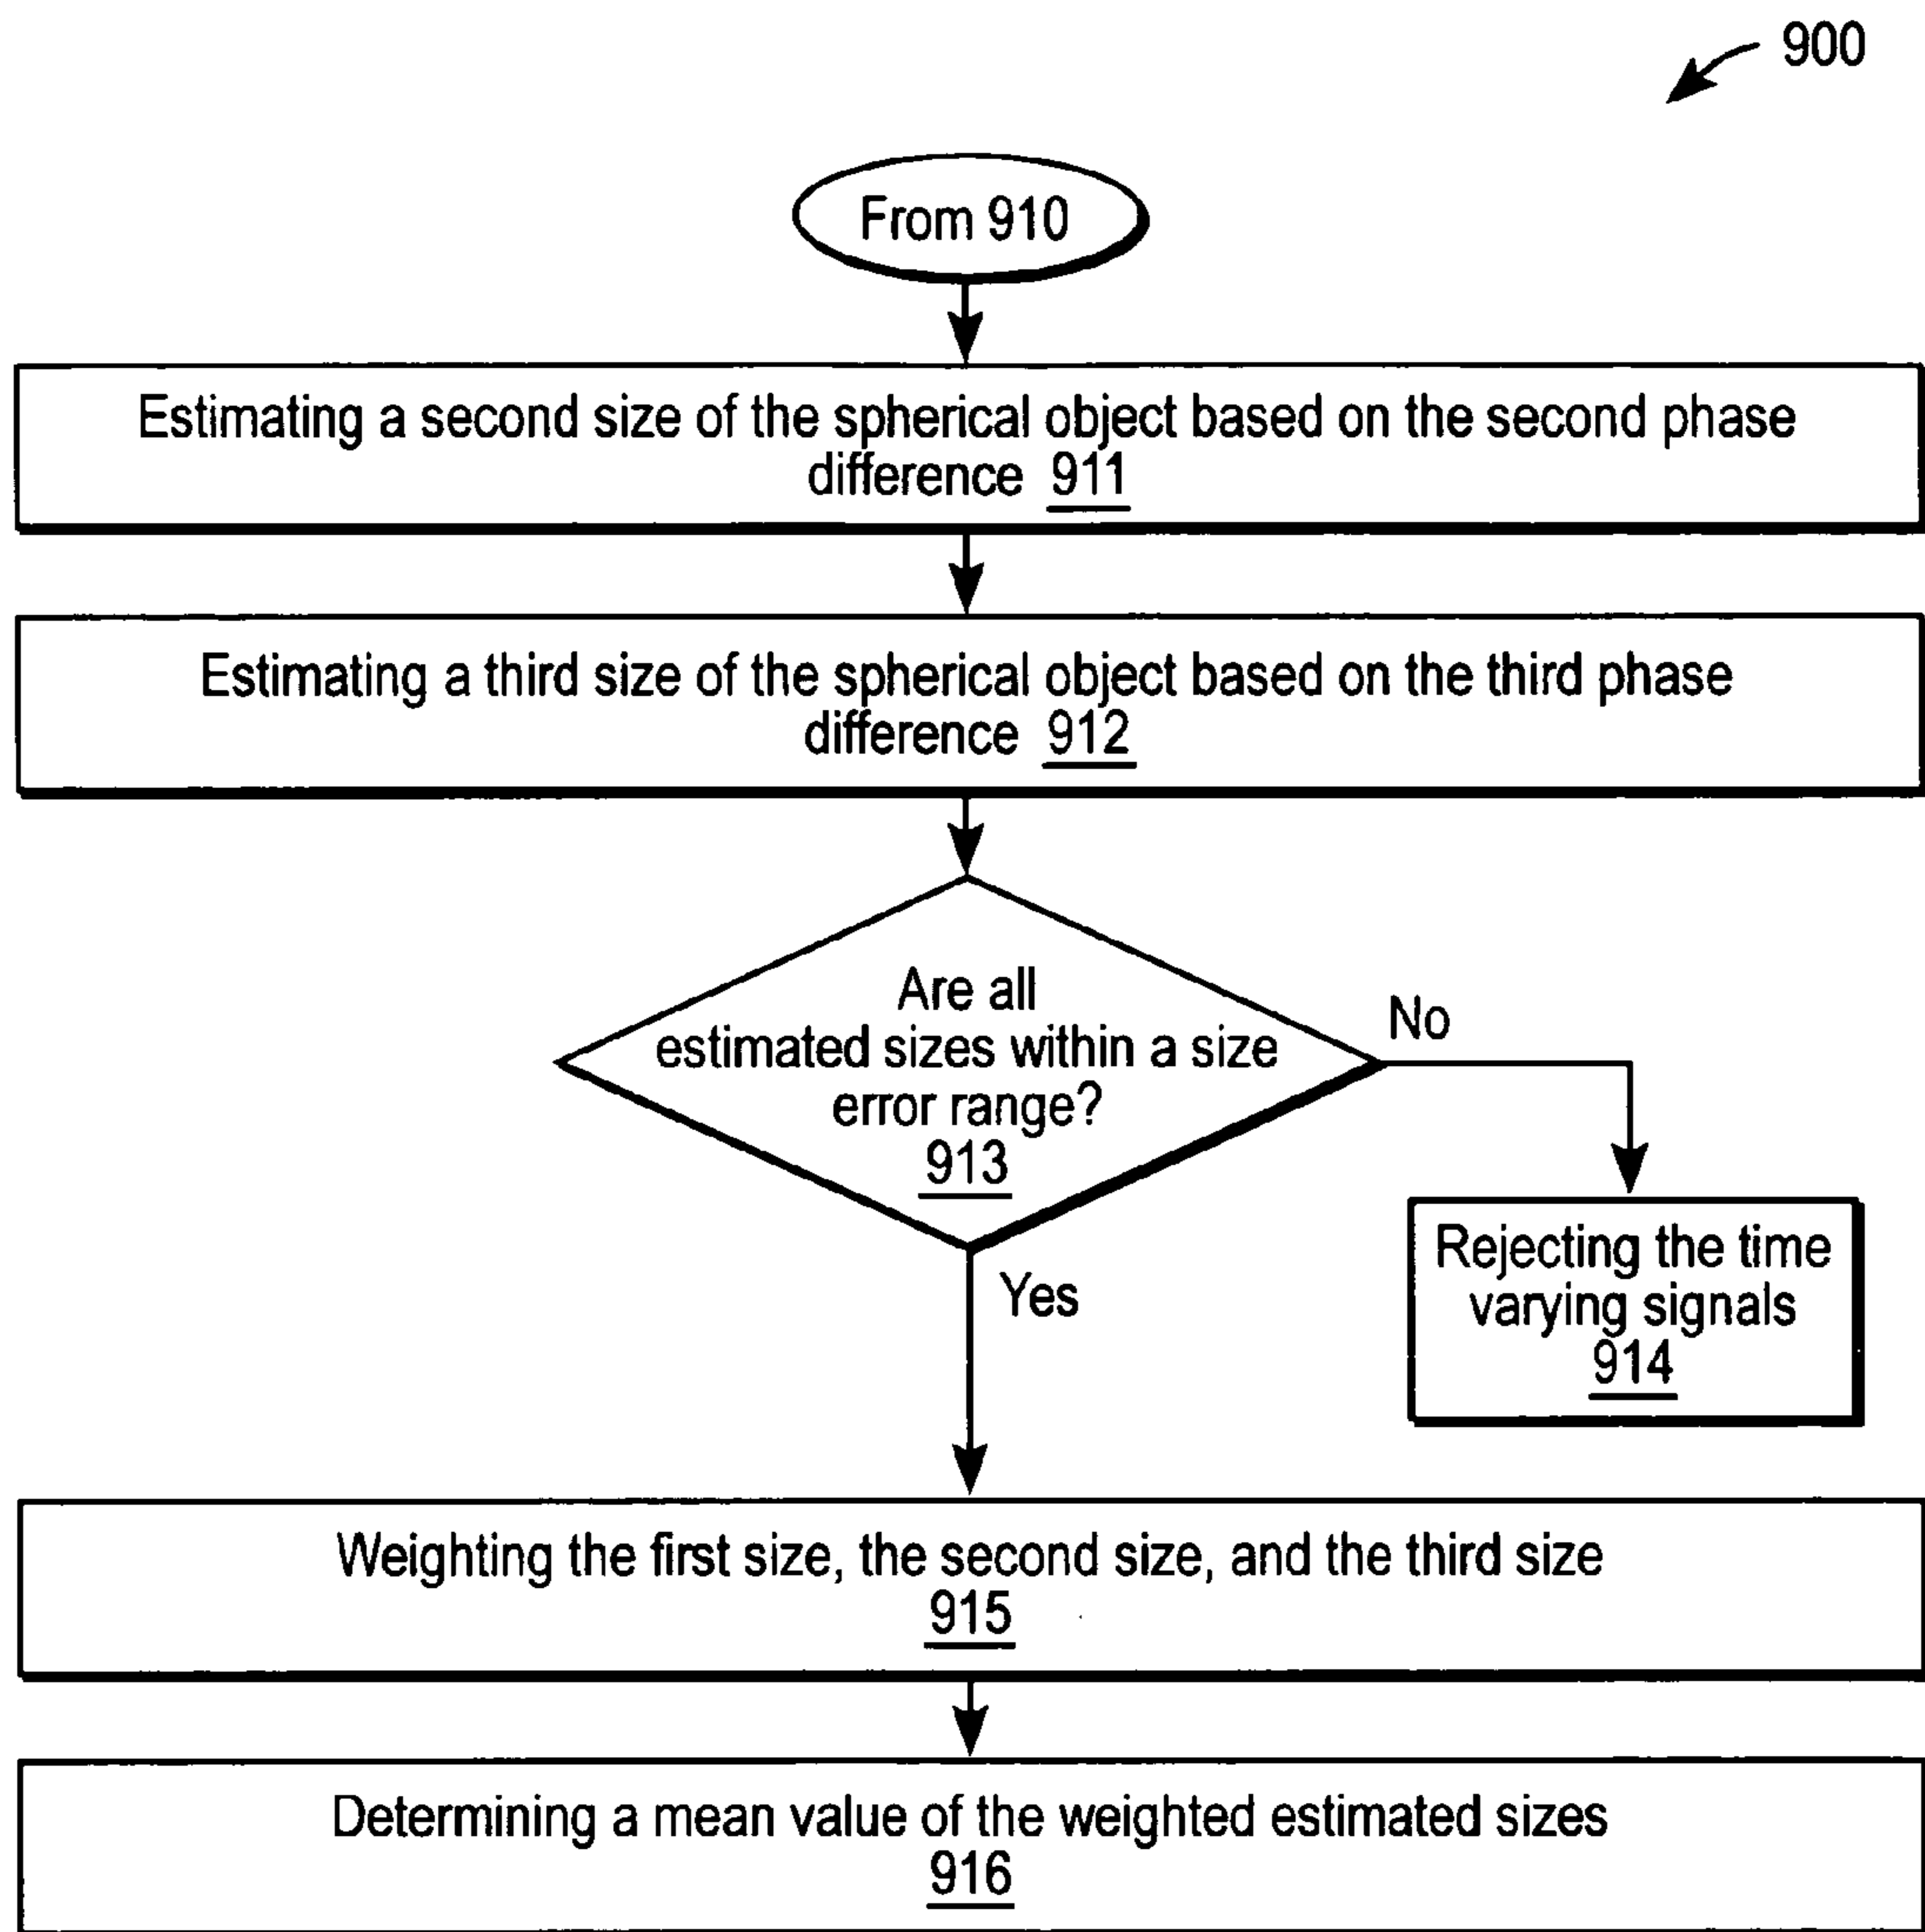 900
From 910
Estimating a second size of the spherical object based on the second phase
difference 911
Estimating a third size of the spherical object based on the third phase
difference 912
Are all
estimated sizes within a size
error range?
913
No
Yes
Rejecting the time
varying signals
914
Weighting the first size, the second size, and the third size
915
Determining a mean value of the weighted estimated sizes
916